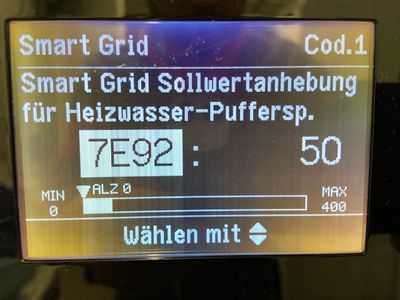 Smart Grid Cod.1
Smart Grid Sollwertanhebung
für Heizwasser-Puffersp.
7E92 : 50
MIN ALZ 0 MAX
0 400
Wählen mit